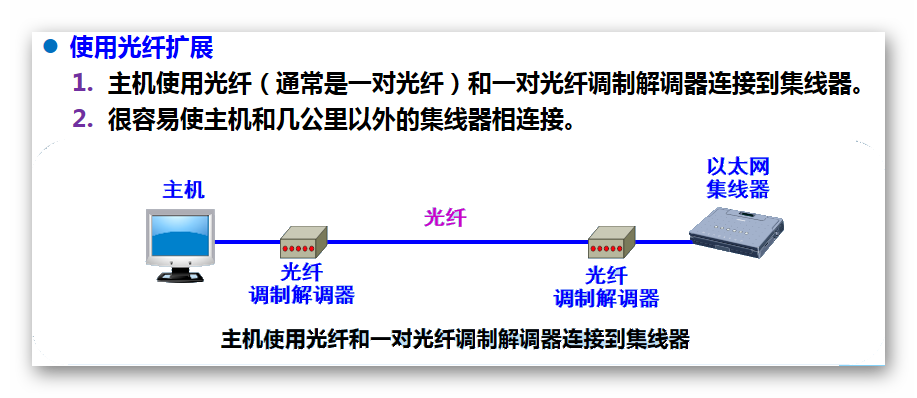 使用光纤扩展
1. 主机使用光纤（通常是一对光纤）和一对光纤调制解调器连接到集线器。
2. 很容易使主机和几公里以外的集线器相连接。
以太网
集线器
主机
光纤
光纤
调制解调器
光纤
调制解调器
主机使用光纤和一对光纤调制解调器连接到集线器